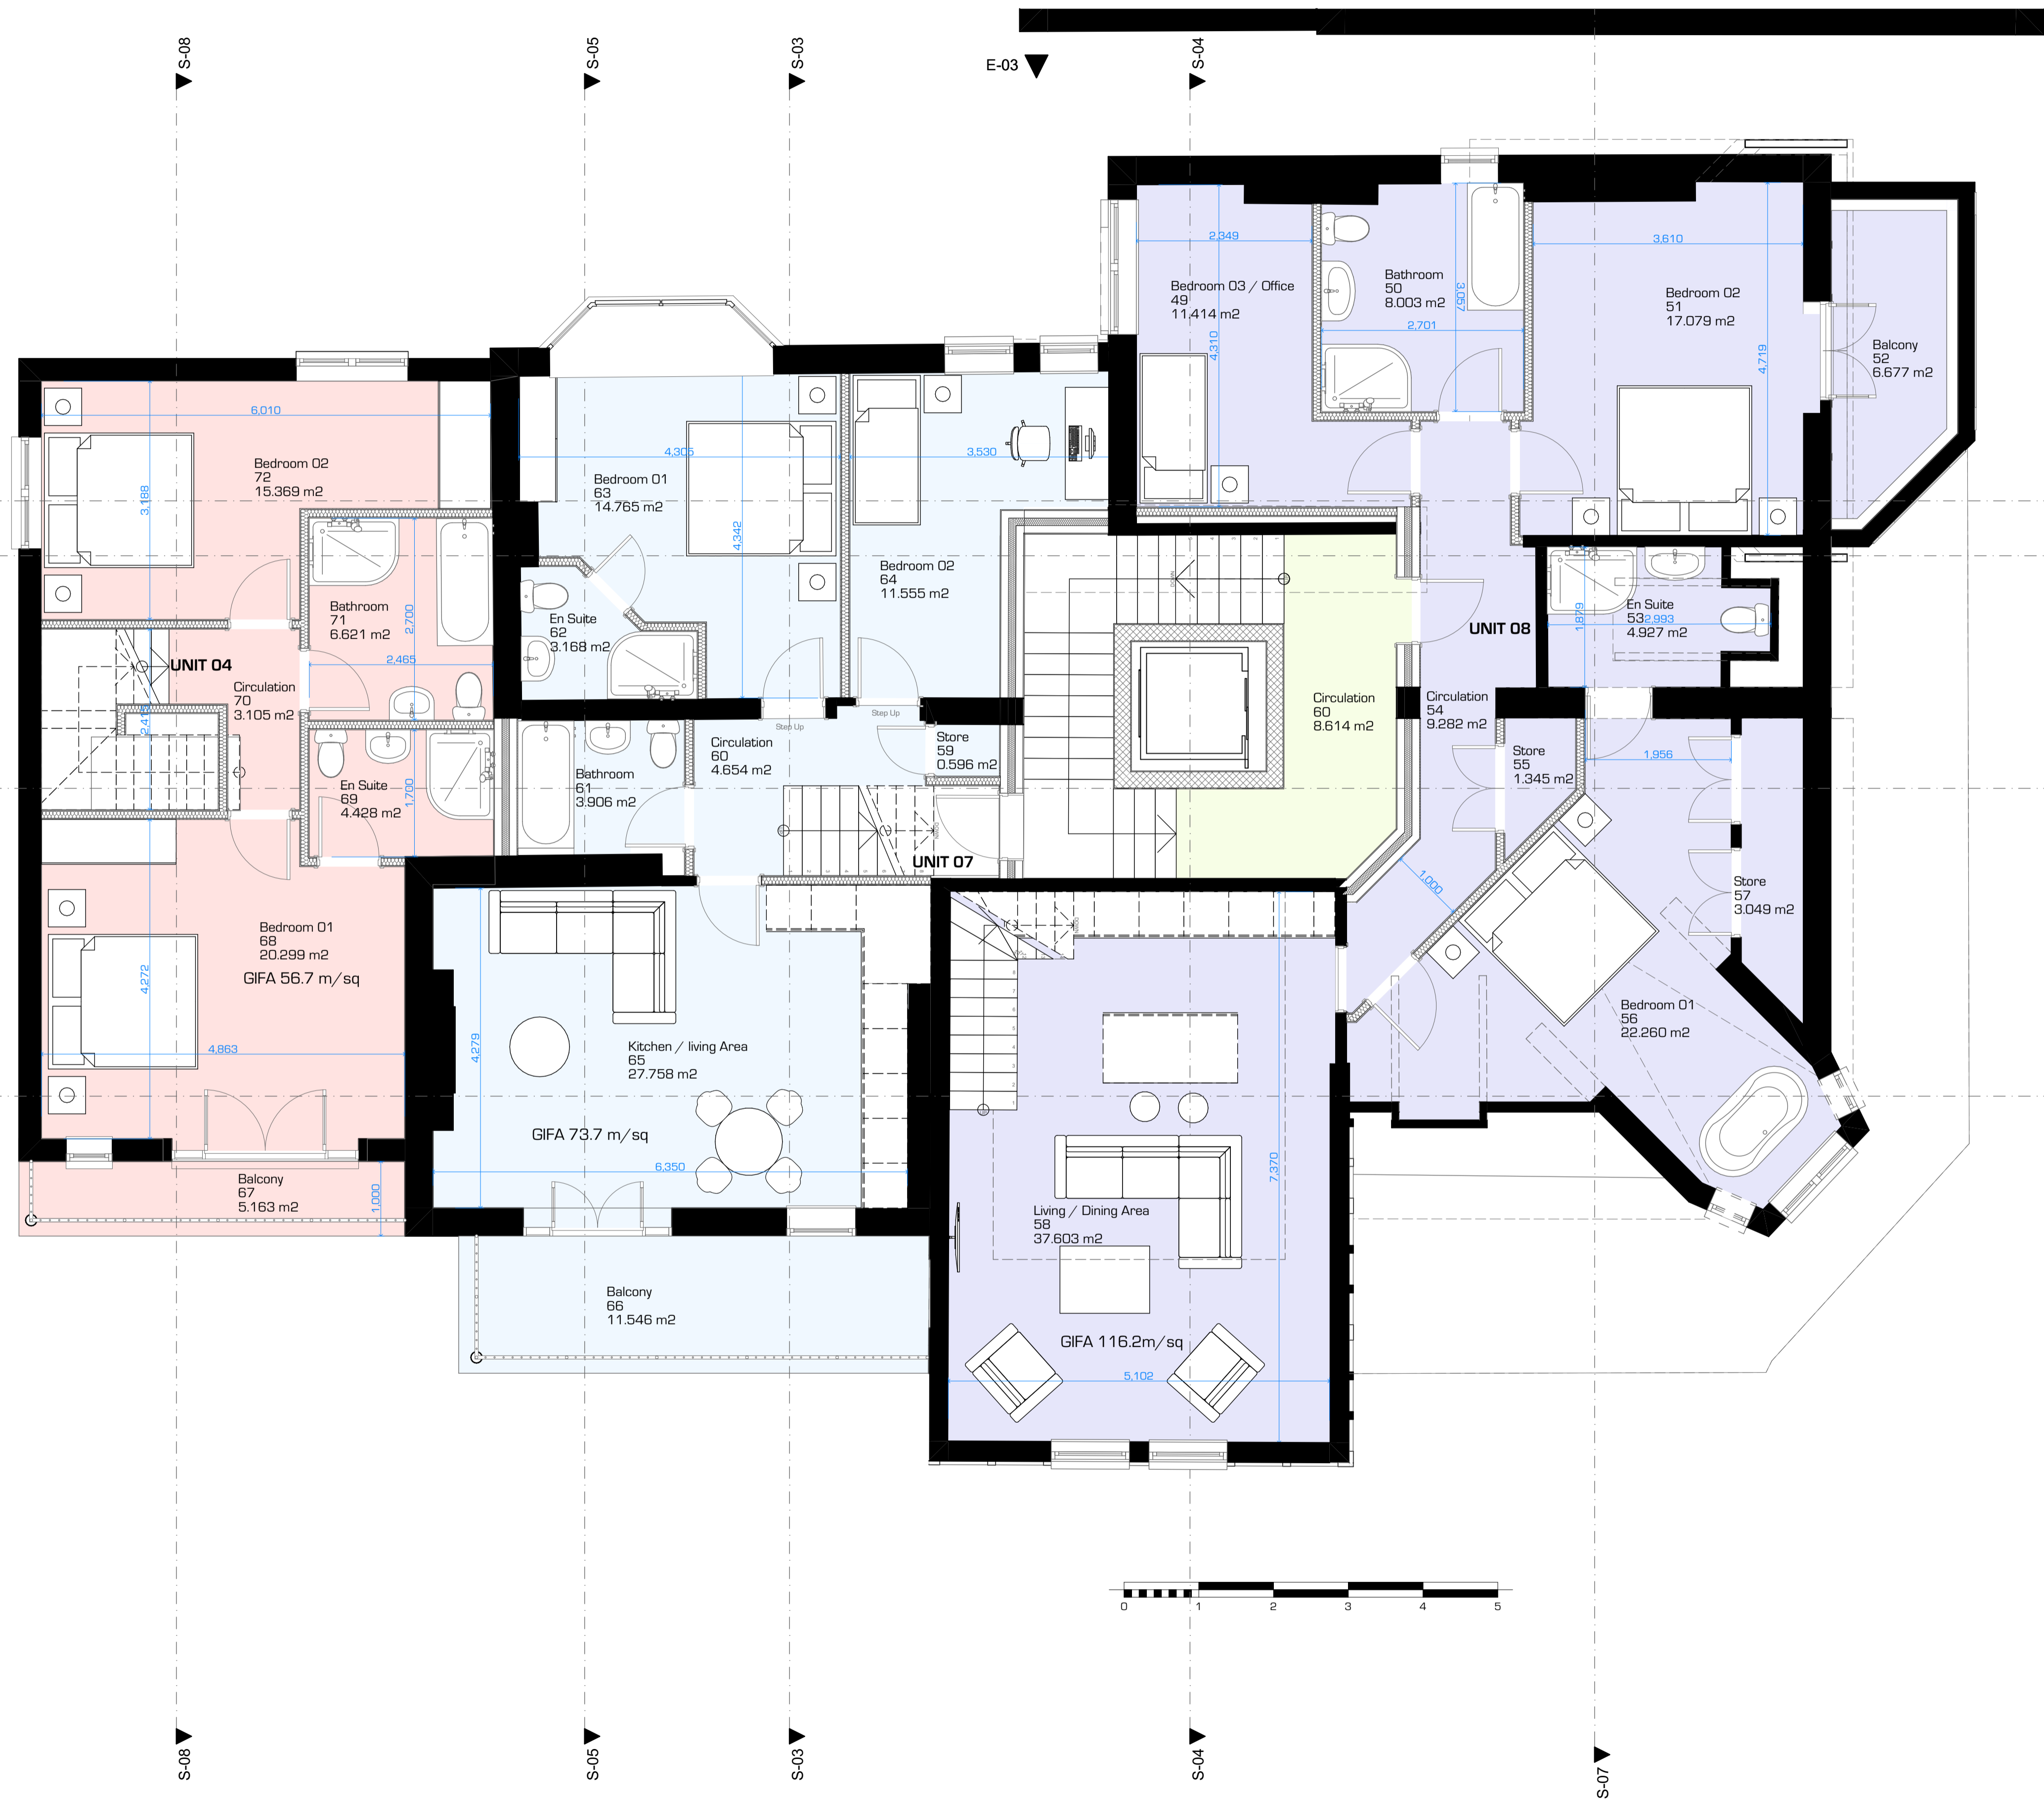 S-08
S-05
S-03
E-03
S-04
2,349
Bedroom 03 / Office
49
11.414 m2
4,310
Bathroom
50
8.003 m2
3,057
2,701
3,610
Bedroom 02
51
17.079 m2
4,719
Balcony
52
6.677 m2
6,010
Bedroom 02
72
15.369 m2
3,188
4,305
Bedroom 01
63
14.765 m2
4,342
3,530
Bedroom 02
64
11.555 m2
En Suite
62
3.168 m2
Bathroom
71
6.621 m2
2,700
2,465
UNIT 04
Circulation
70
3.105 m2
2,415
En Suite
69
4.428 m2
1,700
Step Up
Step Up
Circulation
60
4.654 m2
Store
59
0.596 m2
Bathroom
61
3.906 m2
DOWN
UNIT 07
DOWN
Circulation
60
8.614 m2
UNIT 08
En Suite
53
2,993
4.927 m2
1,879
Circulation
54
9.282 m2
Store
55
1.345 m2
1,956
1,000
Store
57
3.049 m2
Bedroom 01
56
22.260 m2
Bedroom 01
68
20.299 m2
GIFA 56.7 m/sq
4,272
4,863
Balcony
67
5.163 m2
1,000
4,279
Kitchen / living Area
65
27.758 m2
GIFA 73.7 m/sq
6,350
Balcony
66
11.546 m2
DOWN
7,370
Living / Dining Area
58
37.603 m2
GIFA 116.2m/sq
5,102
0 1 2 3 4 5
S-08
S-05
S-03
S-04
S-07